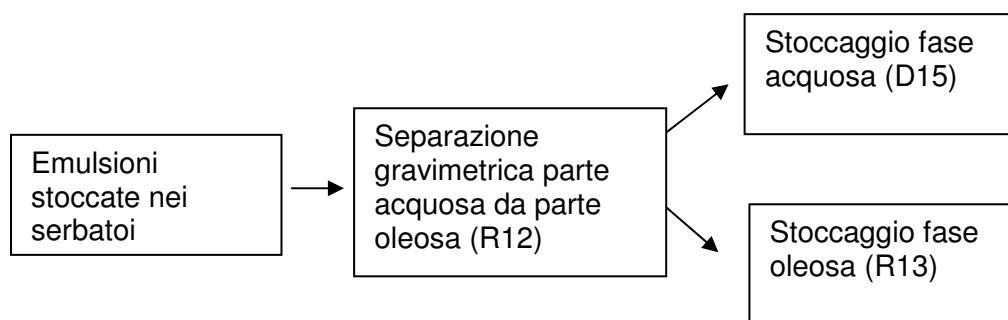 Emulsioni
stoccate nei
serbatoi
Separazione
gravimetrica parte
acquosa da parte
oleosa (R12)
Stoccaggio fase
acquosa (D15)
Stoccaggio fase
oleosa (R13)